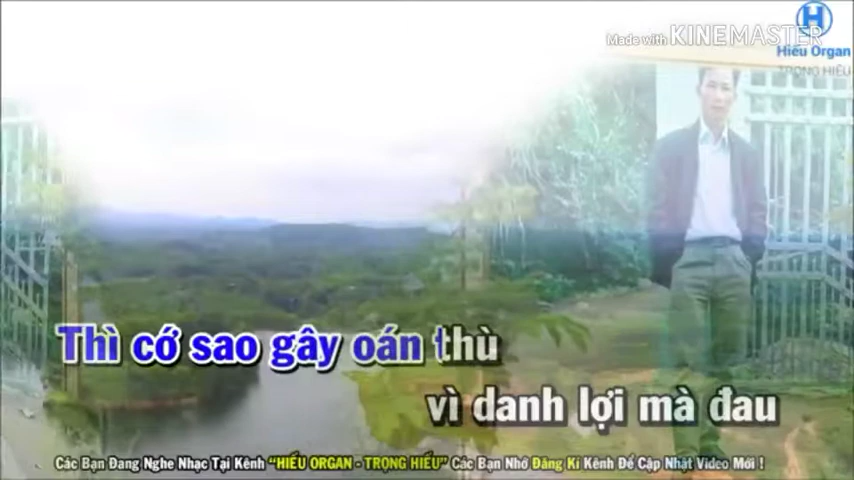 Made with KINEMASTER
H
Hiếu Organ
TRỌNG HIẾU
Thì cớ sao gây oán thù
vì danh lợi mà đau
Các Bạn Đang Nghe Nhạc Tại Kênh “HIẾU ORGAN - TRỌNG HIẾU” Các Bạn Nhớ Đăng Kí Kênh Để Cập Nhật Video Mới !